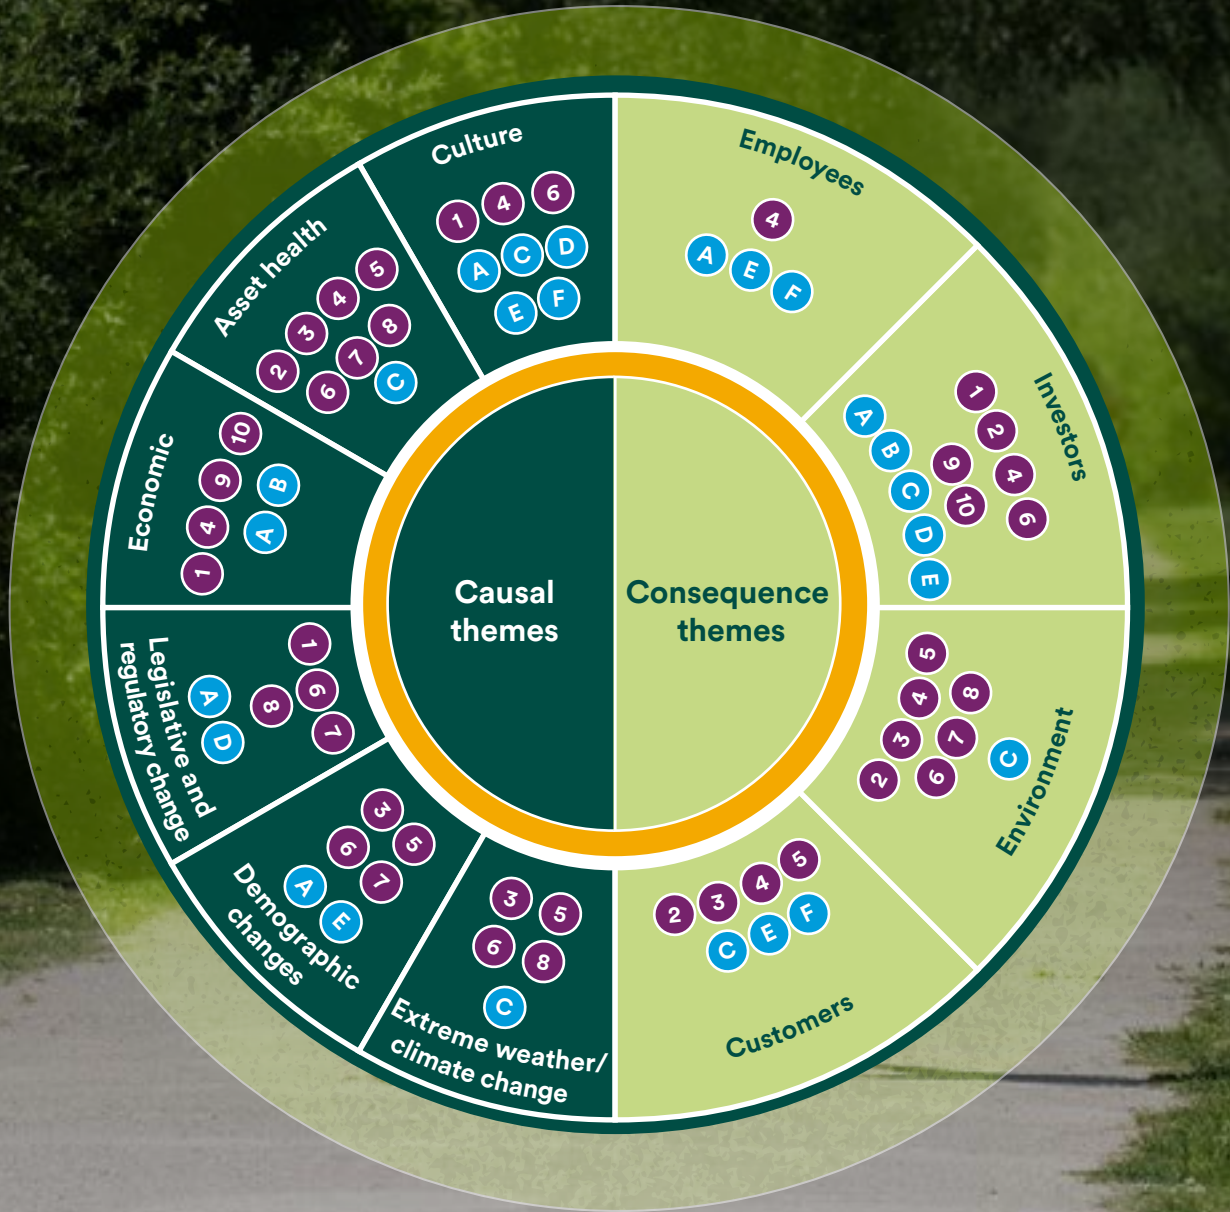 Culture
1 4 6
A C D
E F
Employees
4
A E F
Asset health
2 3 4 5
6 7 8
C
Investors
1 2 4 6
9 10
A B C D E
Economic
1 4 9 10
A B
Causal
themes
Consequence
themes
Legislative and
regulatory change
1 6 7
8
A D
Environment
2 3 4 5
6 7 8
C
Demographic
changes
3 5
6 7
A E
Extreme weather/
climate change
3 5
6 8
C
Customers
2 3 4 5
C E F